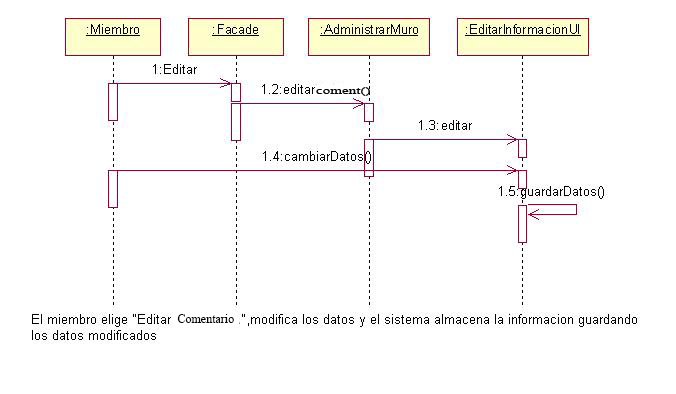 :Miembro
:Facade
:AdministrarMuro
:EditarInformacionUI
1:Editar
1.2:editarcoment()
1.3:editar
1.4:cambiarDatos()
1.5:guardarDatos()
El miembro elige "Editar Comentario .",modifica los datos y el sistema almacena la informacion guardando
los datos modificados